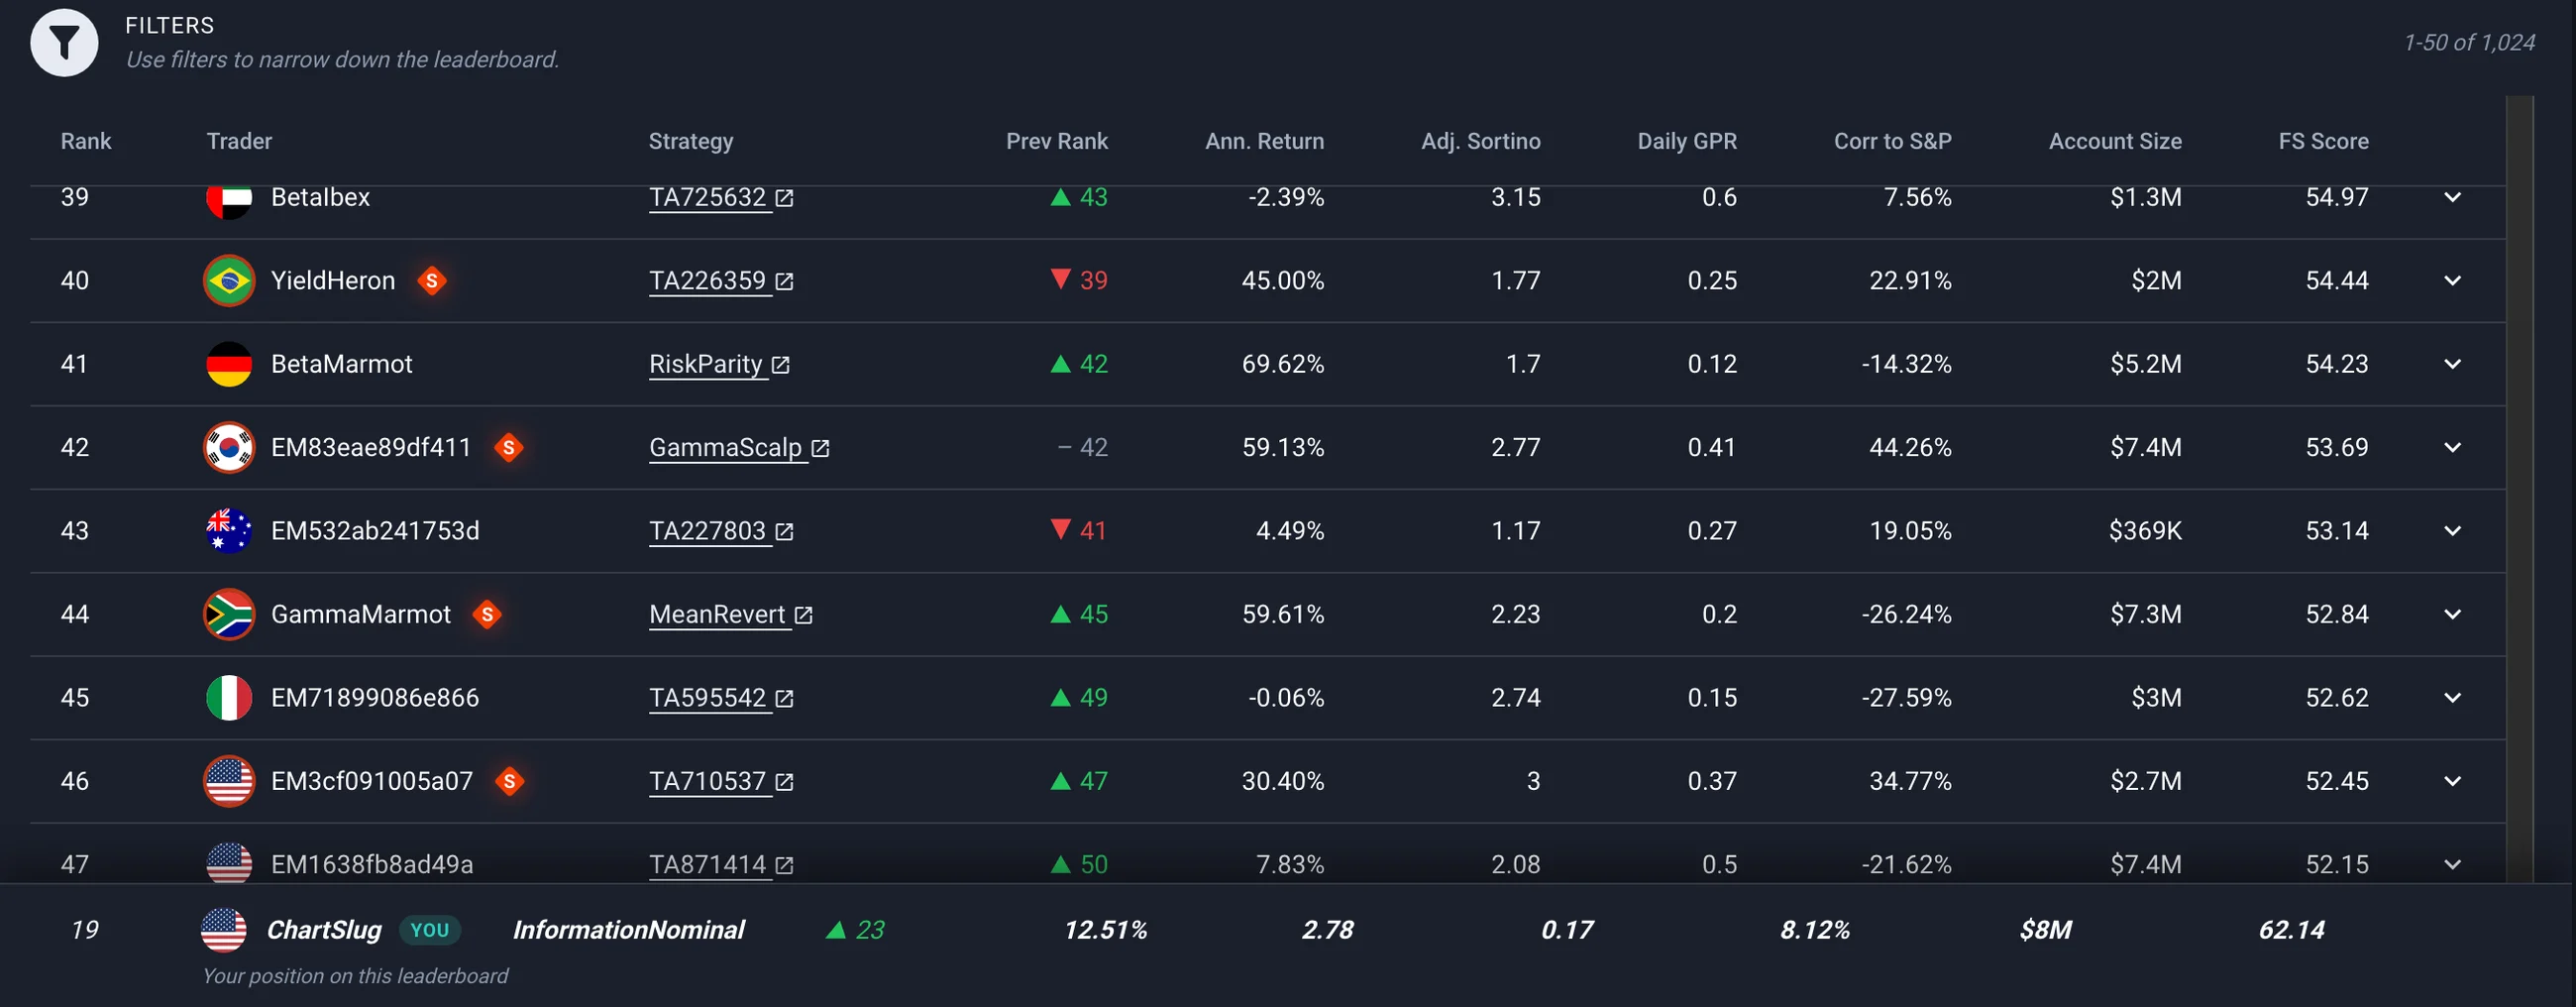 FILTERS
Use filters to narrow down the leaderboard.
1-50 of 1,024
Rank Trader Strategy Prev Rank Ann. Return Adj. Sortino Daily GPR Corr to S&P Account Size FS Score
39 Betalbex TA725632 ▲ 43 -2.39% 3.15 0.6 7.56% $1.3M 54.97
40 YieldHeron S TA226359 ▼ 39 45.00% 1.77 0.25 22.91% $2M 54.44
41 BetaMarmot RiskParity ▲ 42 69.62% 1.7 0.12 -14.32% $5.2M 54.23
42 EM83eae89df411 S GammaScalp – 42 59.13% 2.77 0.41 44.26% $7.4M 53.69
43 EM532ab241753d TA227803 ▼ 41 4.49% 1.17 0.27 19.05% $369K 53.14
44 GammaMarmot S MeanRevert ▲ 45 59.61% 2.23 0.2 -26.24% $7.3M 52.84
45 EM71899086e866 TA595542 ▲ 49 -0.06% 2.74 0.15 -27.59% $3M 52.62
46 EM3cf091005a07 S TA710537 ▲ 47 30.40% 3 0.37 34.77% $2.7M 52.45
47 EM1638fb8ad49a TA871414 ▲ 50 7.83% 2.08 0.5 -21.62% $7.4M 52.15
19 ChartSlug YOU InformationNominal ▲ 23 12.51% 2.78 0.17 8.12% $8M 62.14
Your position on this leaderboard